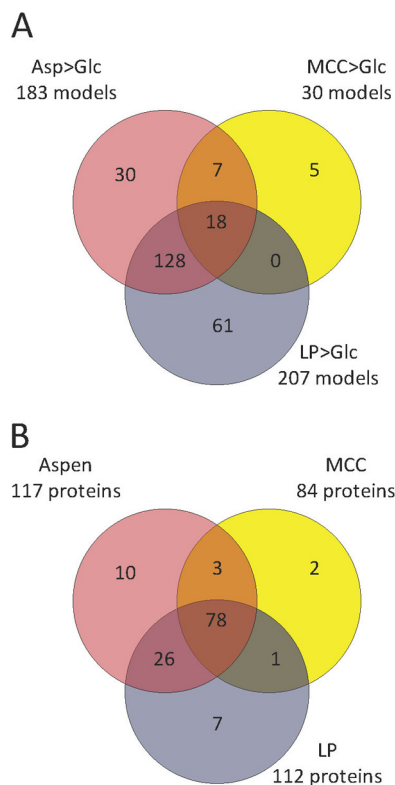 A
Asp>Glc
183 models
MCC>Glc
30 models
30
7
5
18
128
0
61
LP>Glc
207 models
B
Aspen
117 proteins
MCC
84 proteins
10
3
2
78
26
1
7
LP
112 proteins